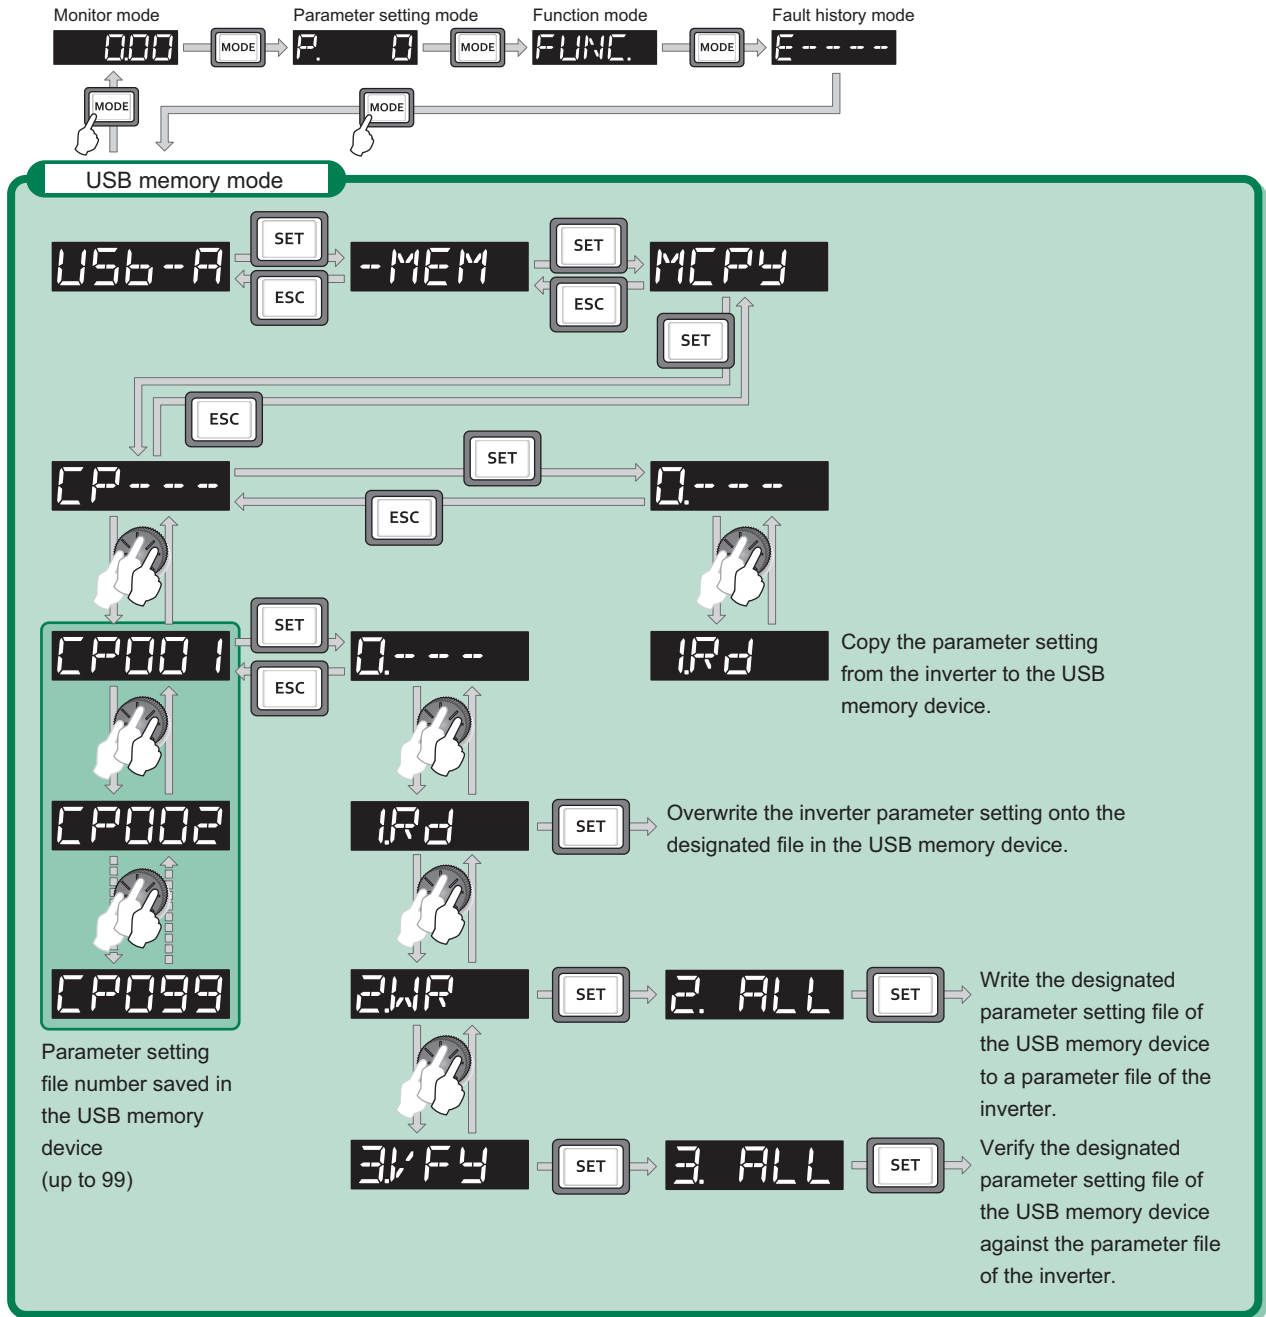 Monitor mode
Parameter setting mode
Function mode
Fault history mode
0.00
MODE
P. 0
MODE
FUNC.
MODE
E----
MODE
MODE
USB memory mode
USb-A
SET
ESC
-MEM
SET
ESC
MCPY
SET
ESC
CP---
SET
ESC
0.---
CP001
SET
ESC
0.---
1.Rd
Copy the parameter setting
from the inverter to the USB
memory device.
CP002
1.Rd
SET
Overwrite the inverter parameter setting onto the
designated file in the USB memory device.
CP099
2.WR
SET
2. ALL
SET
Write the designated
parameter setting file of
the USB memory device
to a parameter file of the
inverter.
Parameter setting
file number saved in
the USB memory
device
(up to 99)
3.VFY
SET
3. ALL
SET
Verify the designated
parameter setting file of
the USB memory device
against the parameter file
of the inverter.